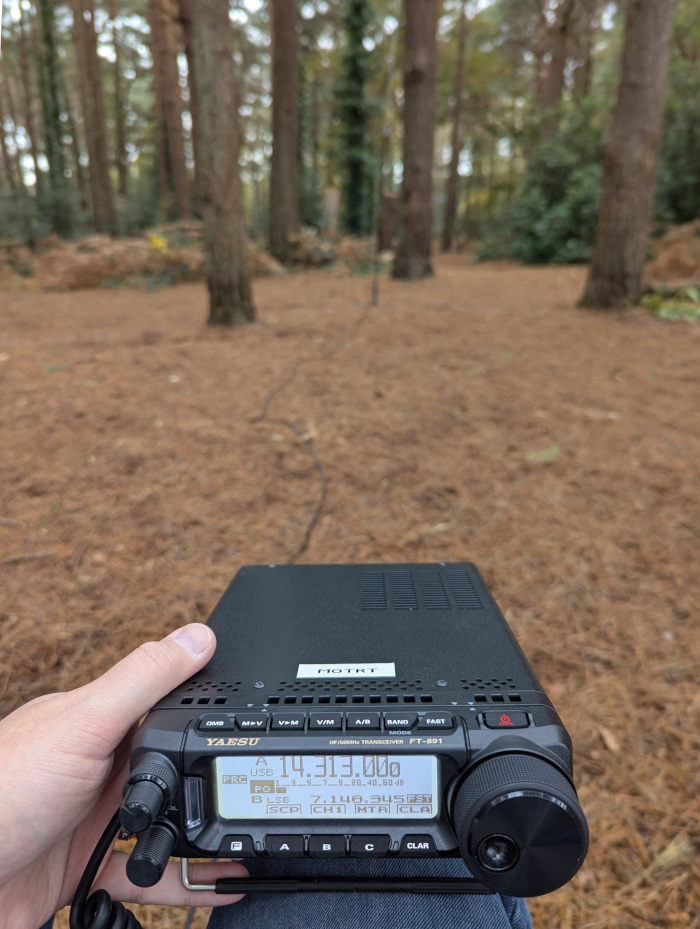 M0TRT
QMB M►V V►M V/M A/B BAND FAST
MODE
YAESU HF/50MHz TRANSCEIVER FT-891
A
USB 14.313.000
PRC
1 3 5 7 9 20 40 60 dB
PO
B LSB 7.140.345 FST
SCP CH1 MTR CLA
F A B C CLAR